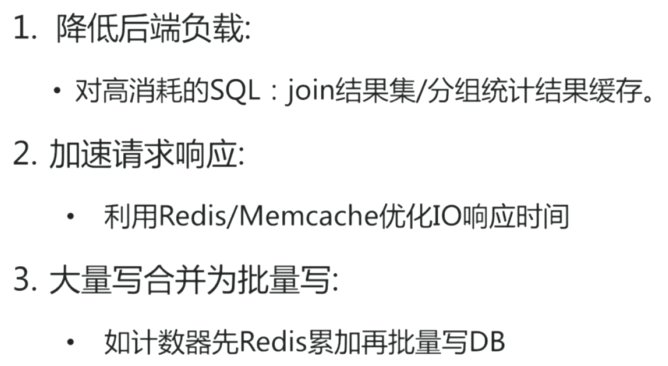 1. 降低后端负载:
• 对高消耗的SQL：join结果集/分组统计结果缓存。
2. 加速请求响应:
• 利用Redis/Memcache优化IO响应时间
3. 大量写合并为批量写:
• 如计数器先Redis累加再批量写DB